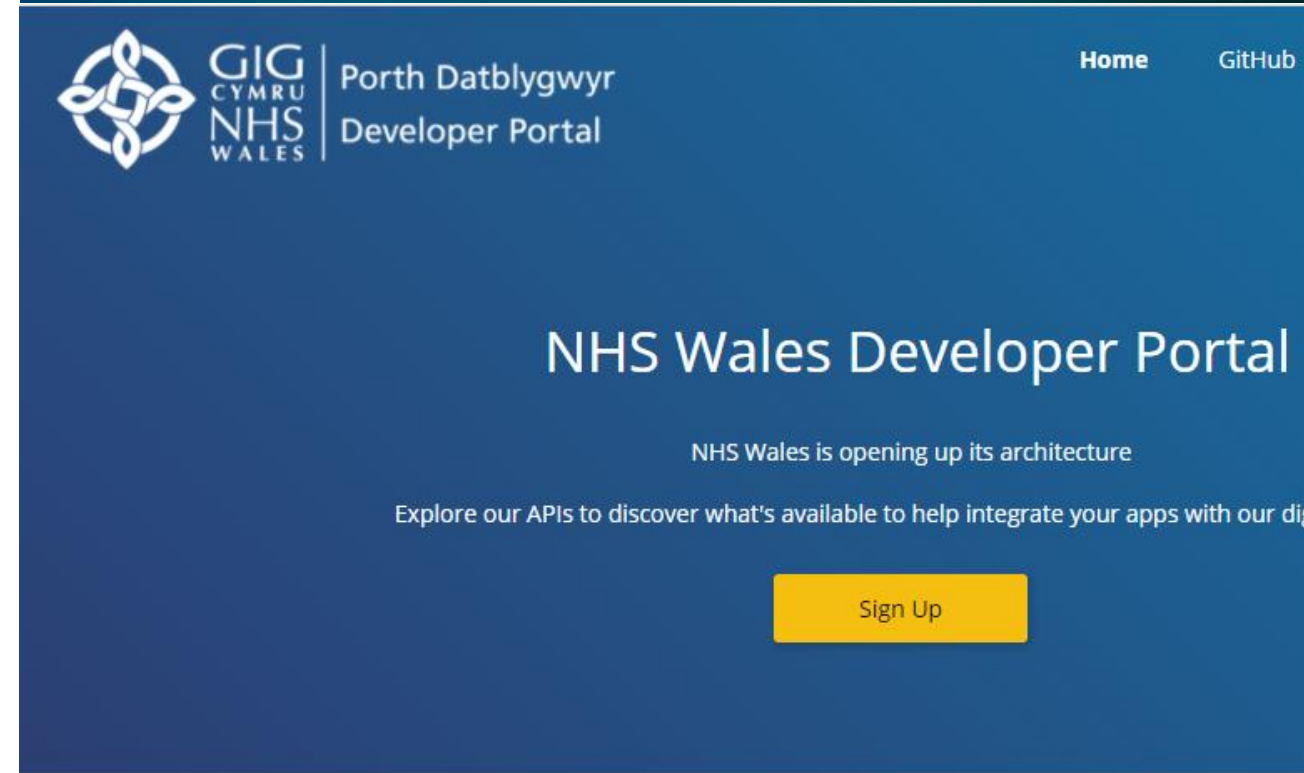 GIG
CYMRU
NHS
WALES
Porth Datblygwyr
Developer Portal
Home GitHub
NHS Wales Developer Portal
NHS Wales is opening up its architecture
Explore our APIs to discover what's available to help integrate your apps with our
Sign Up